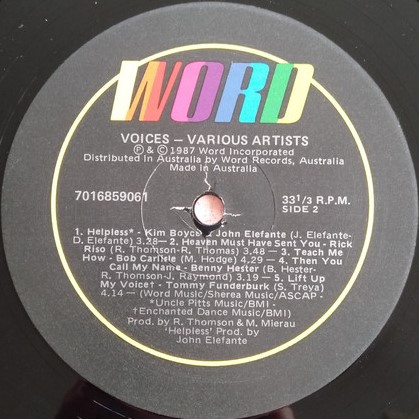 WORD
VOICES – VARIOUS ARTISTS
Ⓟ & © 1987 Word Incorporated
Distributed in Australia by Word Records, Australia
Made in Australia
7016859061
33 1/3 R.P.M.
SIDE 2
1. Helpless* - Kim Boyce & John Elefante (J. Elefante-
D. Elefante) 3.28 — 2. Heaven Must Have Sent You - Rick
Riso (R. Thomson-R. Thomas) 3.48 — 3. Teach Me
How - Bob Carlisle (M. Hodge) 4.29 — 4. Then You
Call My Name - Benny Hester (B. Hester-
R. Thomson-J. Raymond) 3.19 — 5. Lift Up
My Voice† - Tommy Funderburk (S. Treya)
4.14 — (Word Music/Sherea Music/ASCAP -
*Uncle Pitts Music/BMI -
†Enchanted Dance Music/BMI)
Prod. by R. Thomson & M. Mierau
'Helpless' Prod. by
John Elefante